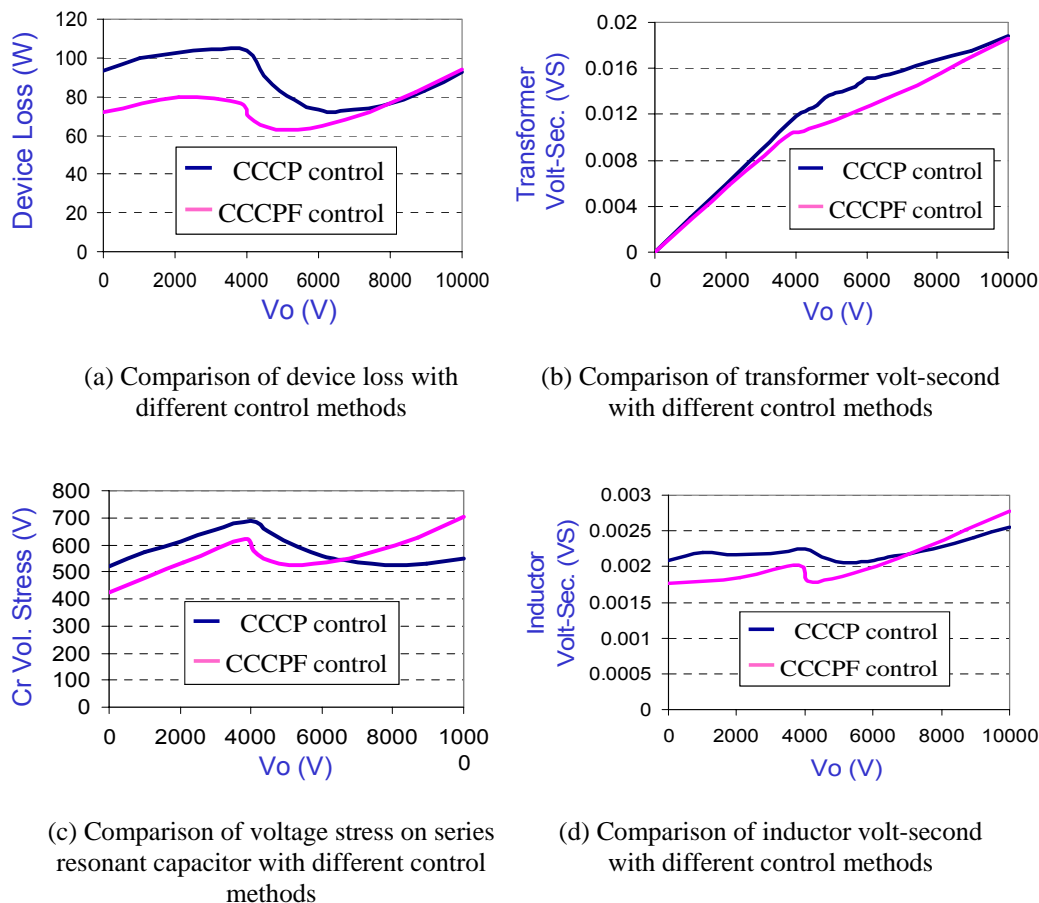 120
100
80
60
40
20
0
Device Loss (W)
CCCP control
CCCPF control
0 2000 4000 6000 8000 10000
Vo (V)
(a) Comparison of device loss with
different control methods
0.02
0.016
0.012
0.008
0.004
0
Transformer
Volt-Sec. (VS)
CCCP control
CCCPF control
0 2000 4000 6000 8000 10000
Vo (V)
(b) Comparison of transformer volt-second
with different control methods
800
700
600
500
400
300
200
100
0
Cr Vol. Stress (V)
CCCP control
CCCPF control
0 2000 4000 6000 8000 1000
0
Vo (V)
(c) Comparison of voltage stress on series
resonant capacitor with different control
methods
0.003
0.0025
0.002
0.0015
0.001
0.0005
0
Inductor
Volt-Sec. (VS)
CCCP control
CCCPF control
0 2000 4000 6000 8000 10000
Vo (V)
(d) Comparison of inductor volt-second
with different control methods